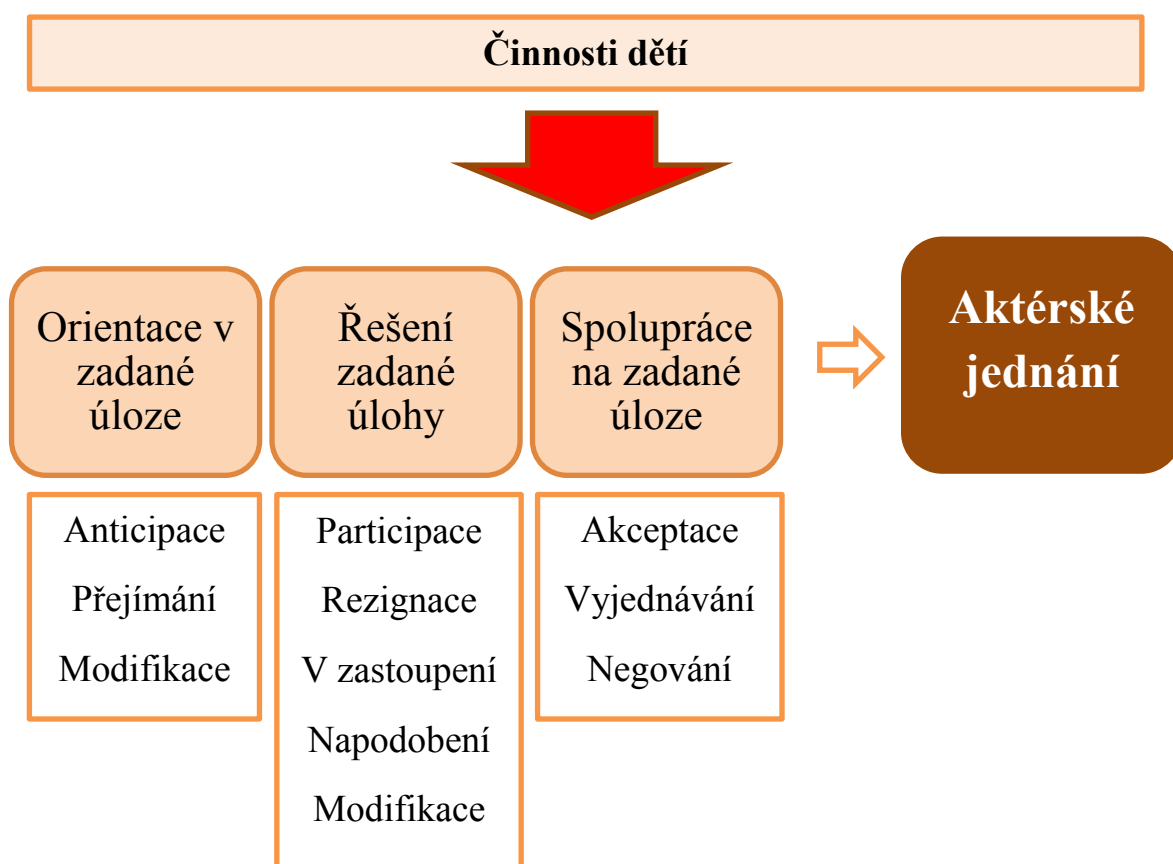 Činnosti dětí
Orientace v
zadané
úloze
Řešení
zadané
úlohy
Spolupráce
na zadané
úloze
Aktérské
jednání
Anticipace
Přejímání
Modifikace
Participace
Rezignace
V zastoupení
Napodobení
Modifikace
Akceptace
Vyjednávání
Negování